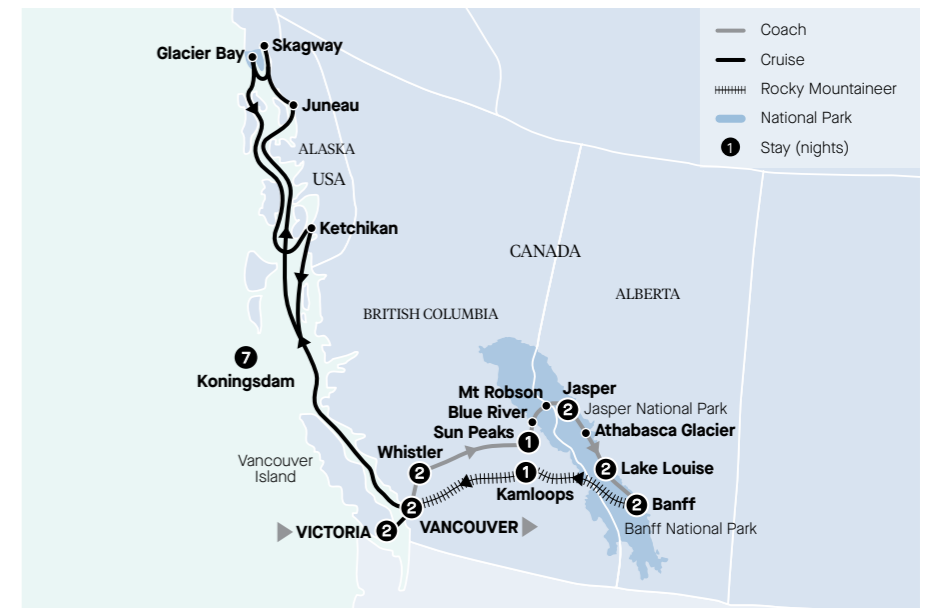 Coach
Cruise
Rocky Mountaineer
National Park
1 Stay (nights)
Skagway
Glacier Bay
Juneau
ALASKA
USA
Ketchikan
CANADA
ALBERTA
BRITISH COLUMBIA
7
Koningsdam
Mt Robson
Jasper
2
Jasper National Park
Blue River
Athabasca Glacier
Sun Peaks
1
Whistler
2
2 Lake Louise
Vancouver
Island
1
Kamloops
2 Banff
2
VANCOUVER
VICTORIA 2
Banff National Park